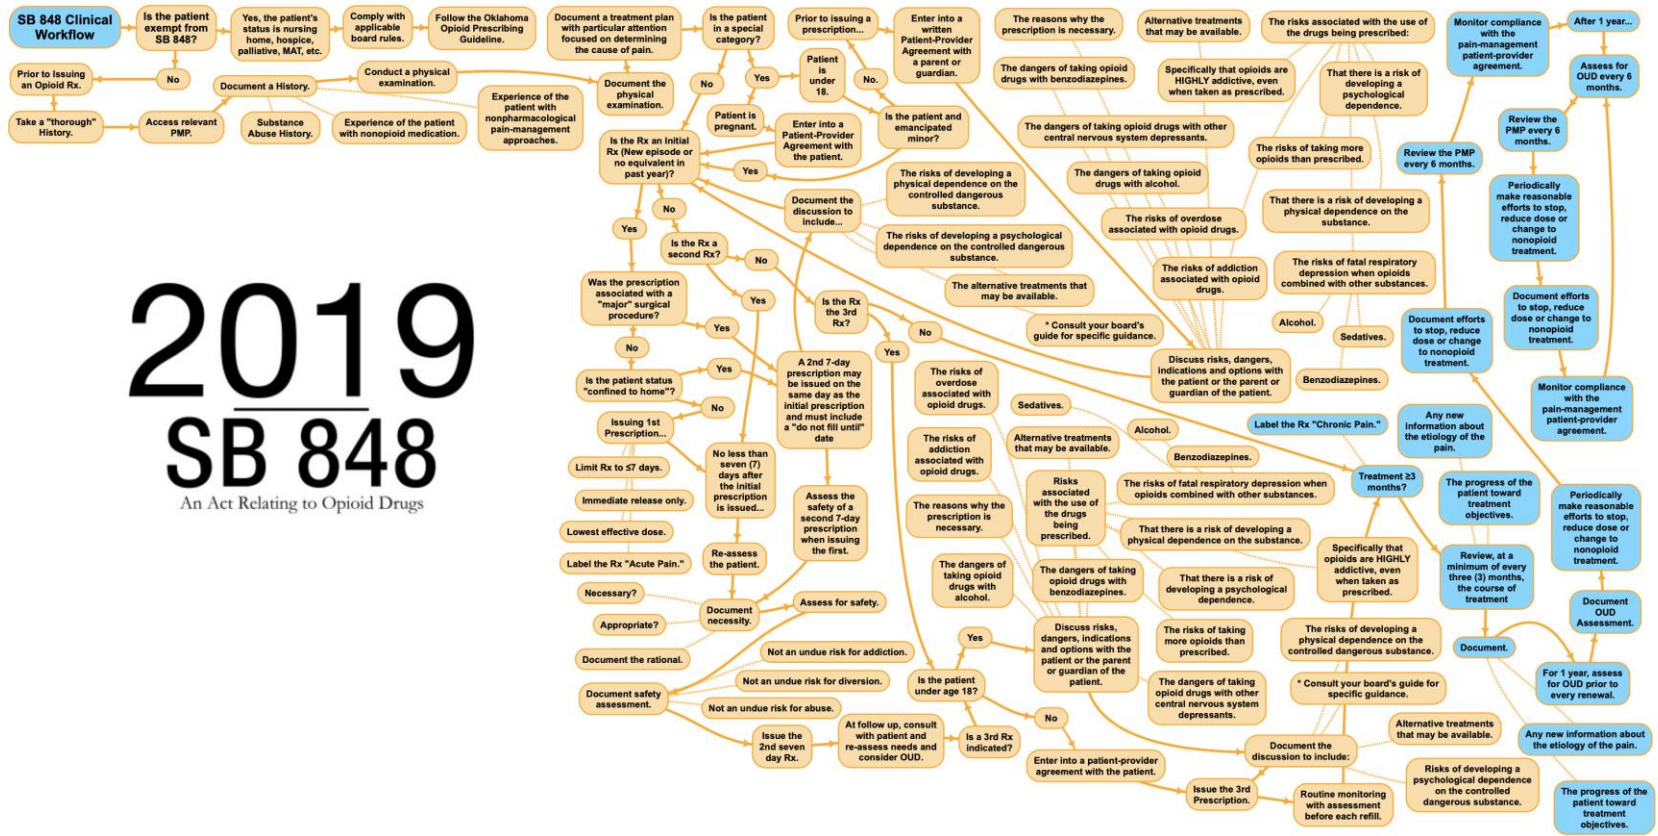 SB 848 Clinical
Workflow
Is the patient
exempt from
SB 848?
Yes, the patient's
status is nursing
home, hospice,
palliative, MAT, etc.
Comply with
applicable
board rules.
Follow the Oklahoma
Opioid Prescribing
Guideline.
No
Prior to Issuing
an Opioid Rx.
Take a "thorough"
History.
Access relevant
PMP.
Document a History.
Substance
Abuse History.
Experience of the patient
with nonopioid medication.
Experience of the
patient with
nonpharmacological
pain-management
approaches.
Conduct a physical
examination.
Document the
physical
examination.
Document a treatment plan
with particular attention
focused on determining
the cause of pain.
Is the patient
in a special
category?
No
Yes
Patient
is
under
18.
Patient is
pregnant.
Enter into a
Patient-Provider
Agreement with
the patient.
Is the patient and
emancipated
minor?
No.
Yes
Prior to issuing a
prescription...
Enter into a
written
Patient-Provider
Agreement with
a parent or
guardian.
Is the Rx an Initial
Rx (New episode or
no equivalent in
past year)?
Yes
No
Is the Rx a
second Rx?
No
Yes
Was the prescription
associated with a
"major" surgical
procedure?
Yes
No
Is the patient status
"confined to home"?
Yes
No
Issuing 1st
Prescription...
Limit Rx to ≤7 days.
Immediate release only.
Lowest effective dose.
Label the Rx "Acute Pain."
No less than
seven (7)
days after
the initial
prescription
is issued...
Re-assess
the patient.
A 2nd 7-day
prescription may
be issued on the
same day as the
initial prescription
and must include
a "do not fill until"
date
Assess the
safety of a
second 7-day
prescription
when issuing
the first.
Document
necessity.
Necessary?
Appropriate?
Document the rational.
Assess for safety.
Document safety
assessment.
Not an undue risk for addiction.
Not an undue risk for diversion.
Not an undue risk for abuse.
Issue the
2nd seven
day Rx.
At follow up, consult
with patient and
re-assess needs and
consider OUD.
Is a 3rd Rx
indicated?
Document the
discussion to
include...
The risks of developing a
physical dependence on the
controlled dangerous
substance.
The risks of developing a psychological
dependence on the controlled dangerous
substance.
The alternative treatments that
may be available.
* Consult your board's
guide for specific guidance.
Is the Rx
the 3rd
Rx?
No
Yes
The reasons why the
prescription is necessary.
The dangers of taking opioid
drugs with benzodiazepines.
The dangers of taking opioid drugs with other
central nervous system depressants.
The dangers of taking opioid
drugs with alcohol.
The risks of overdose
associated with opioid drugs.
The risks of addiction
associated with opioid
drugs.
Alternative treatments
that may be available.
Specifically that opioids are
HIGHLY addictive, even
when taken as prescribed.
The risks associated with the use of
the drugs being prescribed:
That there is a risk of
developing a
psychological
dependence.
The risks of taking more
opioids than prescribed.
That there is a risk of developing a
physical dependence on the
substance.
The risks of fatal respiratory
depression when opioids
combined with other substances.
Alcohol.
Sedatives.
Benzodiazepines.
Discuss risks, dangers,
indications and options with
the patient or the parent or
guardian of the patient.
2019
SB 848
An Act Relating to Opioid Drugs
The risks of
overdose
associated with
opioid drugs.
The risks of
addiction
associated with
opioid drugs.
The reasons why the
prescription is
necessary.
The dangers of
taking opioid
drugs with
alcohol.
Alternative treatments
that may be available.
Sedatives.
Alcohol.
Benzodiazepines.
The risks of fatal respiratory depression when
opioids combined with other substances.
Risks
associated
with the use of
the drugs
being
prescribed.
That there is a risk of developing a
physical dependence on the substance.
The dangers of taking
opioid drugs with
benzodiazepines.
That there is a risk of
developing a psychological
dependence.
The risks of taking
more opioids than
prescribed.
The dangers of taking
opioid drugs with other
central nervous system
depressants.
Specifically that
opioids are HIGHLY
addictive, even
when taken as
prescribed.
Discuss risks,
dangers, indications
and options with the
patient or the parent
or guardian of the
patient.
Yes
Is the patient
under age 18?
No
Enter into a patient-provider
agreement with the patient.
Issue the 3rd
Prescription.
Document the
discussion to include:
The risks of developing a
physical dependence on the
controlled dangerous substance.
* Consult your board's guide for
specific guidance.
Alternative treatments
that may be available.
Risks of developing a
psychological dependence
on the controlled
dangerous substance.
Routine monitoring
with assessment
before each refill.
Treatment ≥3
months?
Label the Rx "Chronic Pain."
Any new
information about
the etiology of the
pain.
The progress of the
patient toward
treatment
objectives.
Review, at a
minimum of every
three (3) months,
the course of
treatment
Document.
Any new information about
the etiology of the pain.
The progress of the
patient toward
treatment
objectives.
For 1 year, assess
for OUD prior to
every renewal.
Document
OUD
Assessment.
Periodically
make reasonable
efforts to stop,
reduce dose or
change to
nonopioid
treatment.
Document efforts
to stop, reduce
dose or change
to nonopioid
treatment.
Review the PMP
every 6 months.
Monitor compliance
with the
pain-management
patient-provider
agreement.
After 1 year...
Assess for
OUD every 6
months.
Review the
PMP every 6
months.
Periodically
make reasonable
efforts to stop,
reduce dose or
change to
nonopioid
treatment.
Document efforts
to stop, reduce
dose or change to
nonopioid
treatment.
Monitor compliance
with the
pain-management
patient-provider
agreement.